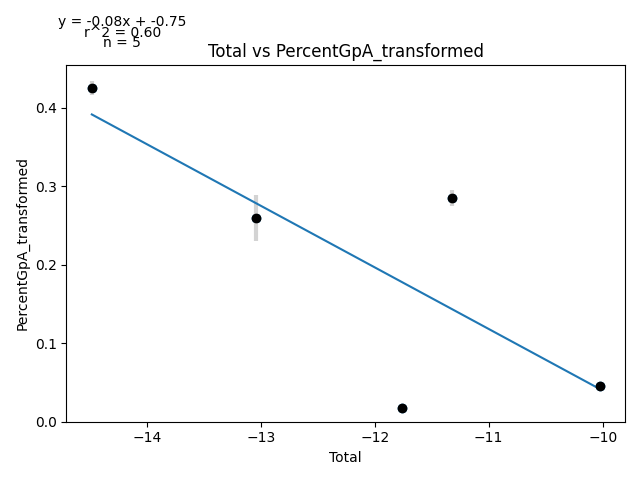 y = -0.08x + -0.75
r^2 = 0.60
n = 5
Total vs PercentGpA_transformed
PercentGpA_transformed
0.4
0.3
0.2
0.1
0.0
−14
−13
−12
−11
−10
Total